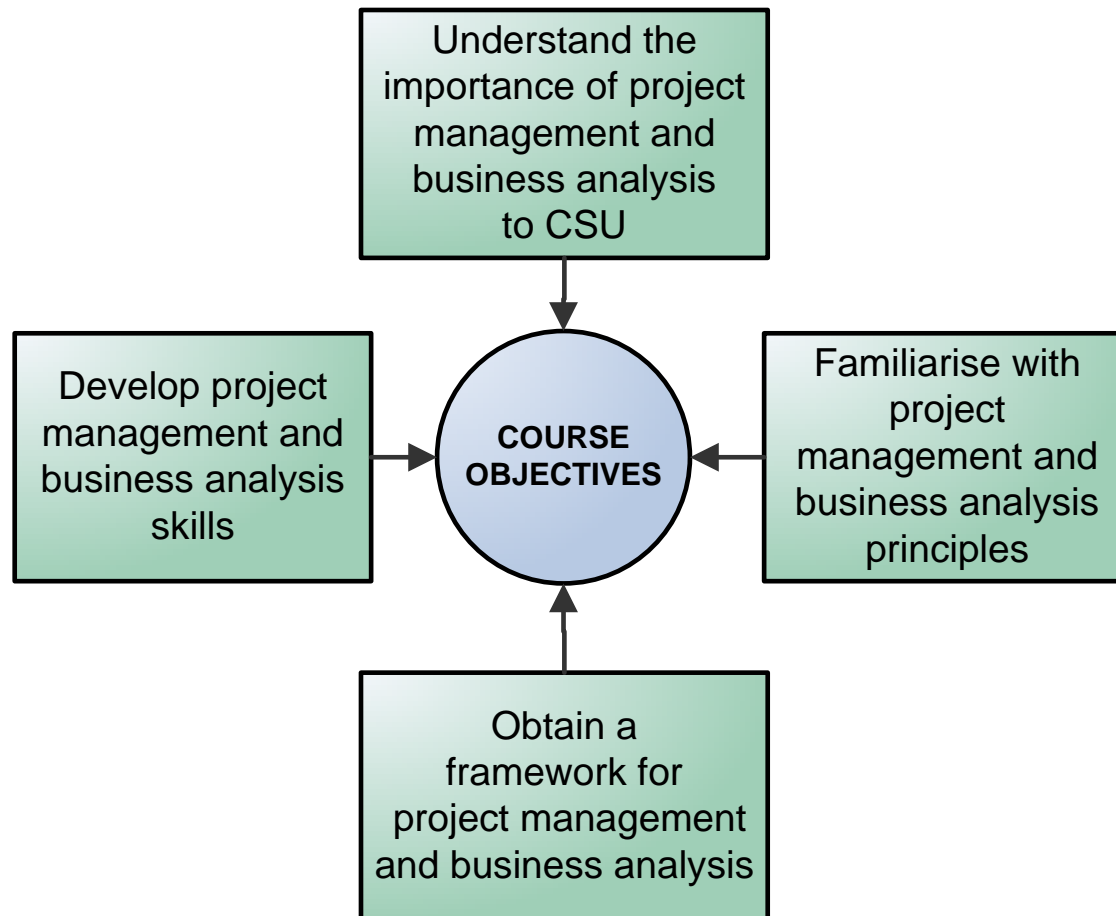 Understand the
importance of project
management and
business analysis
to CSU
Develop project
management and
business analysis
skills
COURSE
OBJECTIVES
Familiarise with
project
management and
business analysis
principles
Obtain a
framework for
project management
and business analysis